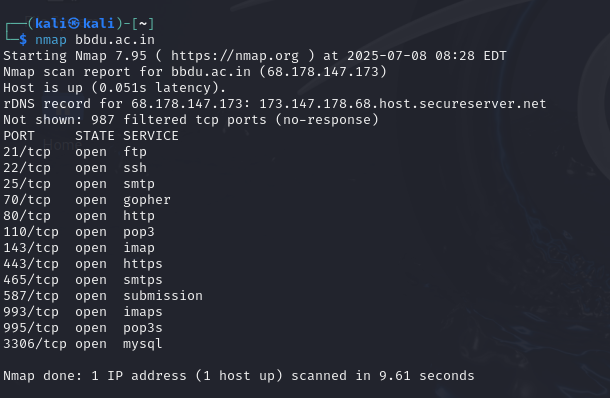 ┌──(kali㉿kali)-[~]
└─$ nmap bbdu.ac.in
Starting Nmap 7.95 ( https://nmap.org ) at 2025-07-08 08:28 EDT
Nmap scan report for bbdu.ac.in (68.178.147.173)
Host is up (0.051s latency).
rDNS record for 68.178.147.173: 173.147.178.68.host.secureserver.net
Not shown: 987 filtered tcp ports (no-response)
PORT     STATE SERVICE
21/tcp   open  ftp
22/tcp   open  ssh
25/tcp   open  smtp
70/tcp   open  gopher
80/tcp   open  http
110/tcp  open  pop3
143/tcp  open  imap
443/tcp  open  https
465/tcp  open  smtps
587/tcp  open  submission
993/tcp  open  imaps
995/tcp  open  pop3s
3306/tcp open  mysql
Nmap done: 1 IP address (1 host up) scanned in 9.61 seconds